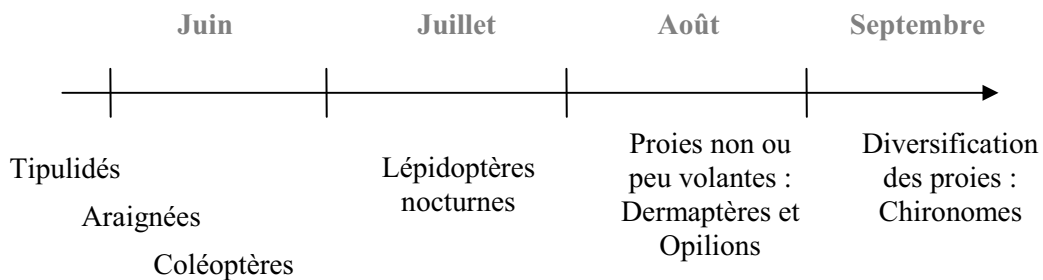 Juin Juillet Août Septembre
Tipulidés
Araignées
Coléoptères
Lépidoptères
nocturnes
Proies non ou
peu volantes :
Dermaptères et
Opilions
Diversification
des proies :
Chironomes